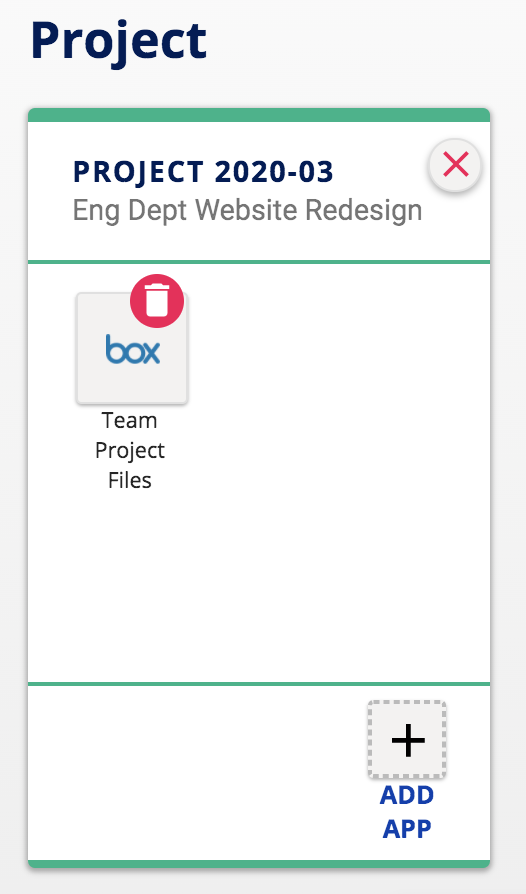 Project
PROJECT 2020-03
Eng Dept Website Redesign
box
Team
Project
Files
ADD
APP